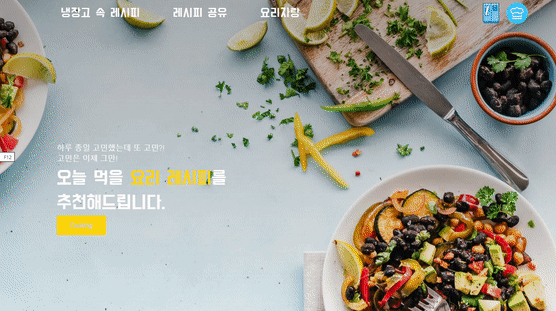 냉장고 속 레시피 레시피 공유 요리자랑
하루 종일 고민했는데 또 고민?!
고민은 이제 그만!
오늘 먹을 요리 레시피를
추천해드립니다.
F12